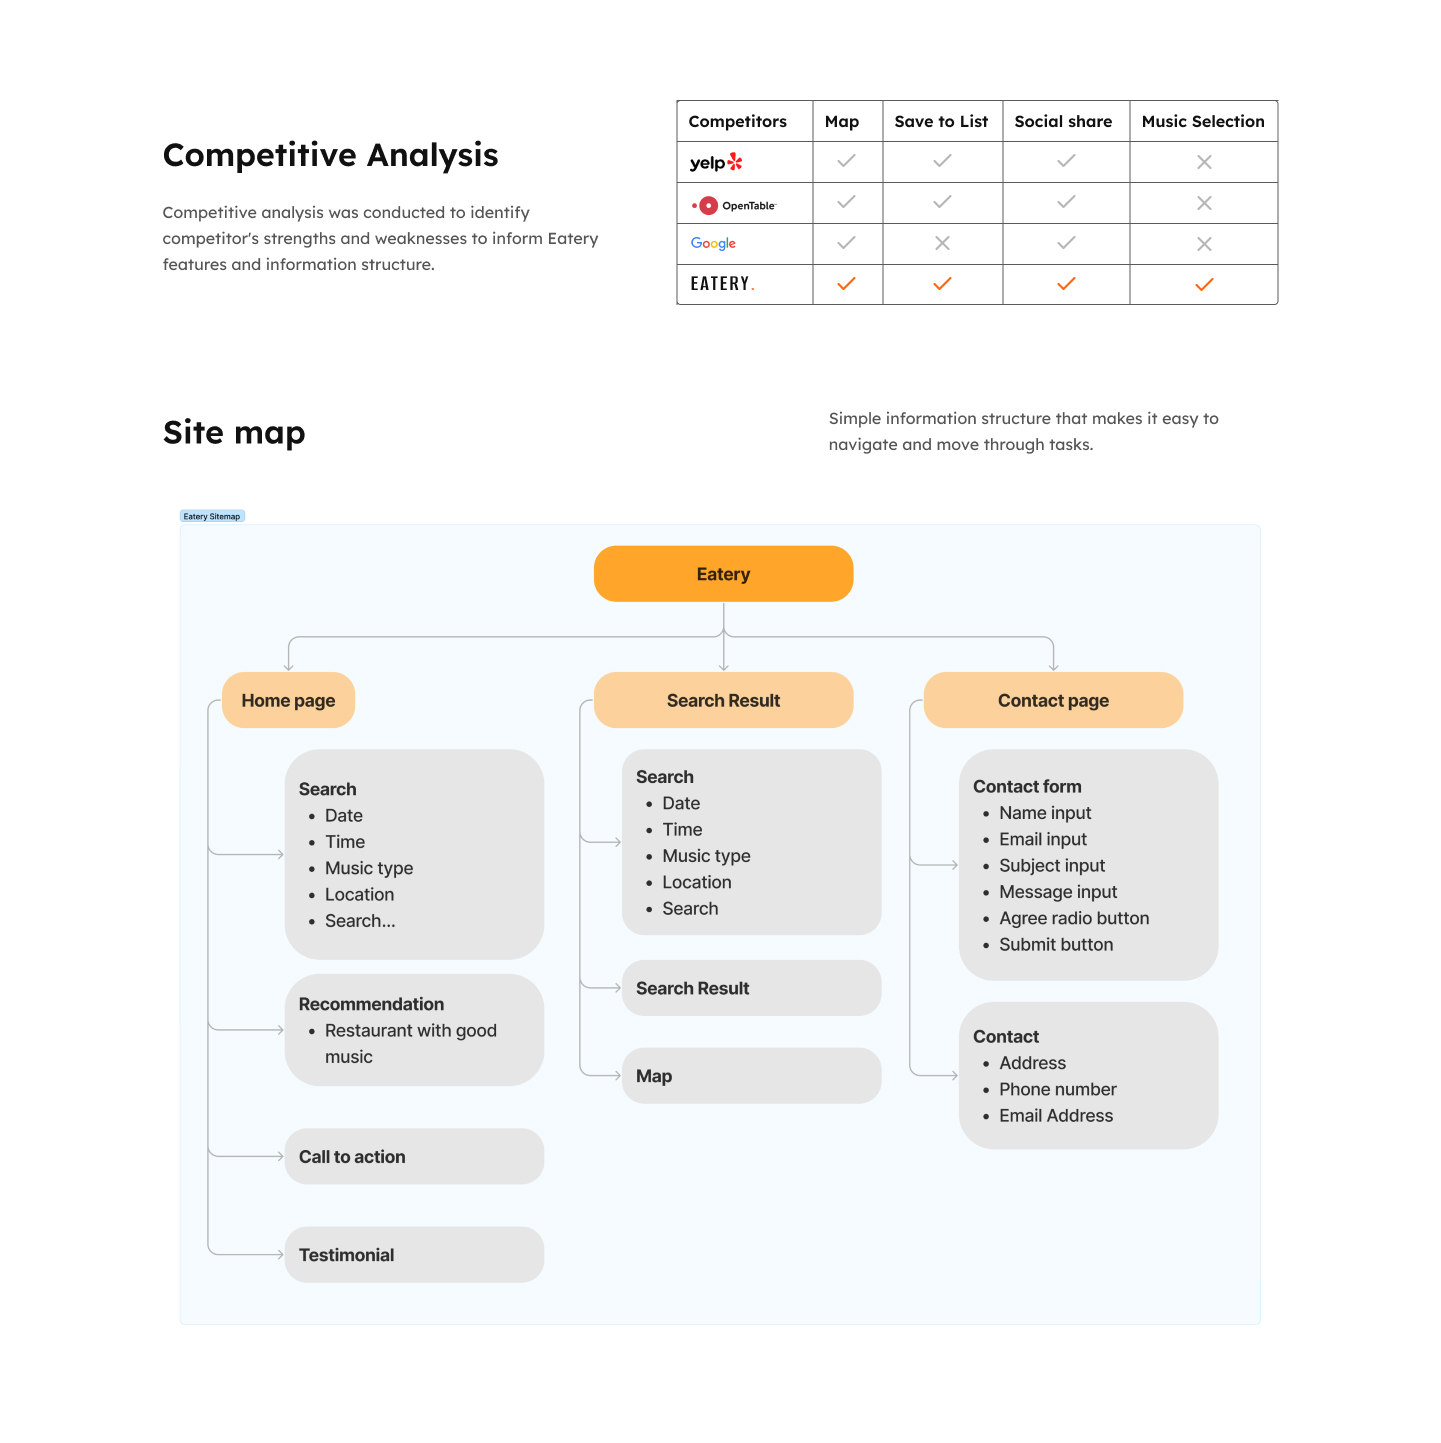 Competitive Analysis
Competitive analysis was conducted to identify
competitor's strengths and weaknesses to inform Eatery
features and information structure.
Competitors Map Save to List Social share Music Selection
yelp
OpenTable
Google
EATERY.
Site map
Simple information structure that makes it easy to
navigate and move through tasks.
Eatery Sitemap
Eatery
Home page
Search
• Date
• Time
• Music type
• Location
• Search...
Recommendation
• Restaurant with good
music
Call to action
Testimonial
Search Result
Search
• Date
• Time
• Music type
• Location
• Search
Search Result
Map
Contact page
Contact form
• Name input
• Email input
• Subject input
• Message input
• Agree radio button
• Submit button
Contact
• Address
• Phone number
• Email Address